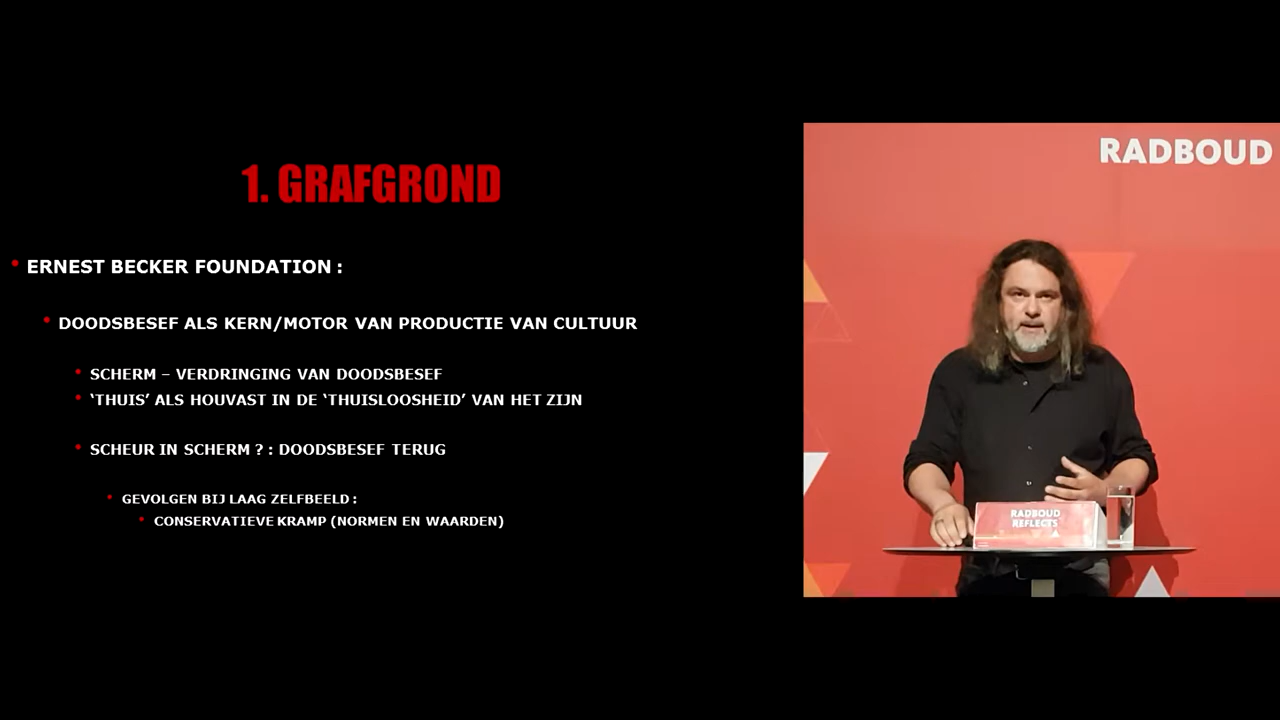 1. GRAFGROND
• ERNEST BECKER FOUNDATION :
• DOODSBESEF ALS KERN/MOTOR VAN PRODUCTIE VAN CULTUUR
• SCHERM – VERDRINGING VAN DOODSBESEF
• ‘THUIS’ ALS HOUVAST IN DE ‘THUISLOOSHEID’ VAN HET ZIJN
• SCHEUR IN SCHERM ? : DOODSBESEF TERUG
• GEVOLGEN BIJ LAAG ZELFBEELD :
• CONSERVATIEVE KRAMP (NORMEN EN WAARDEN)
RADBOUD
RADBOUD
REFLECTS